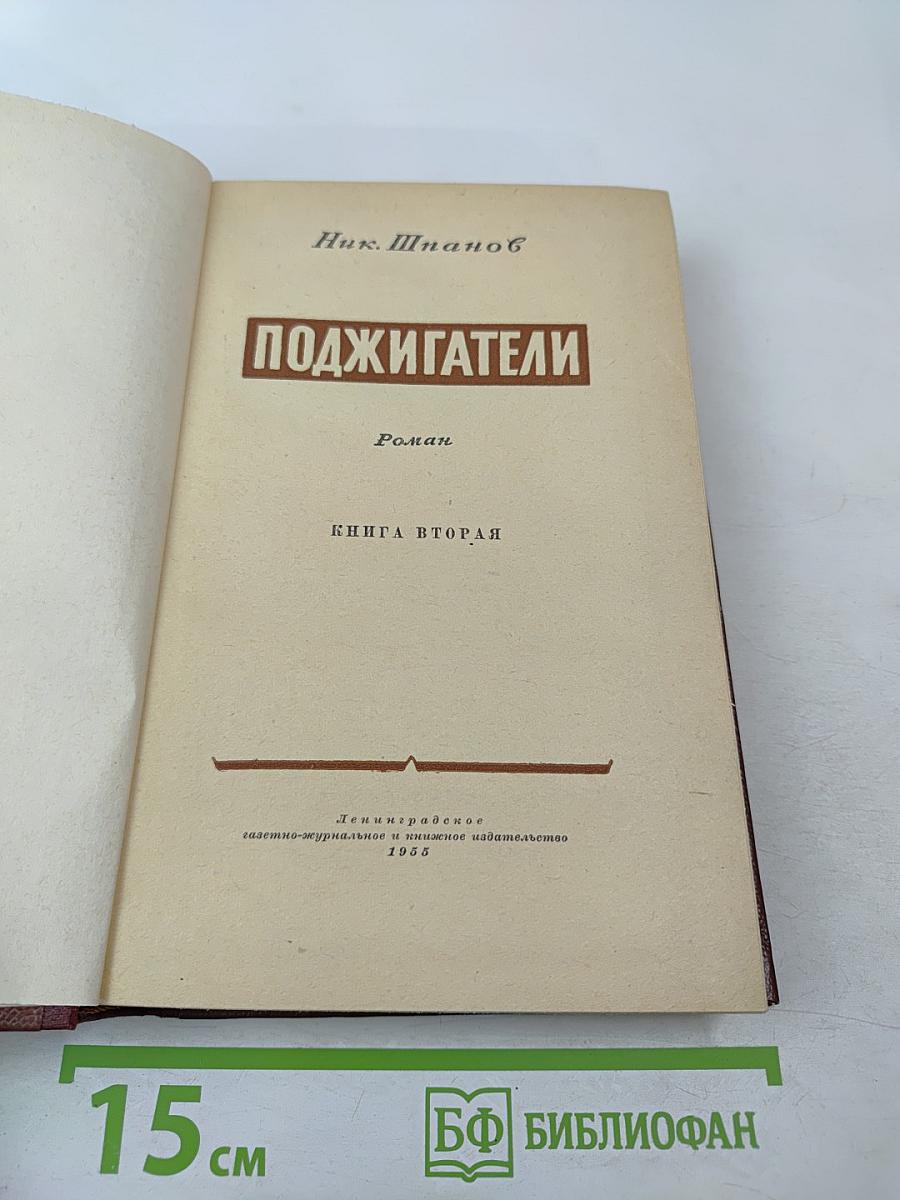 Ник. Шпанов
ПОДЖИГАТЕЛИ
Роман
КНИГА ВТОРАЯ
Ленинградское
газетно-журнальное и книжное издательство
1955
15 см
БФ БИБЛИОФАН